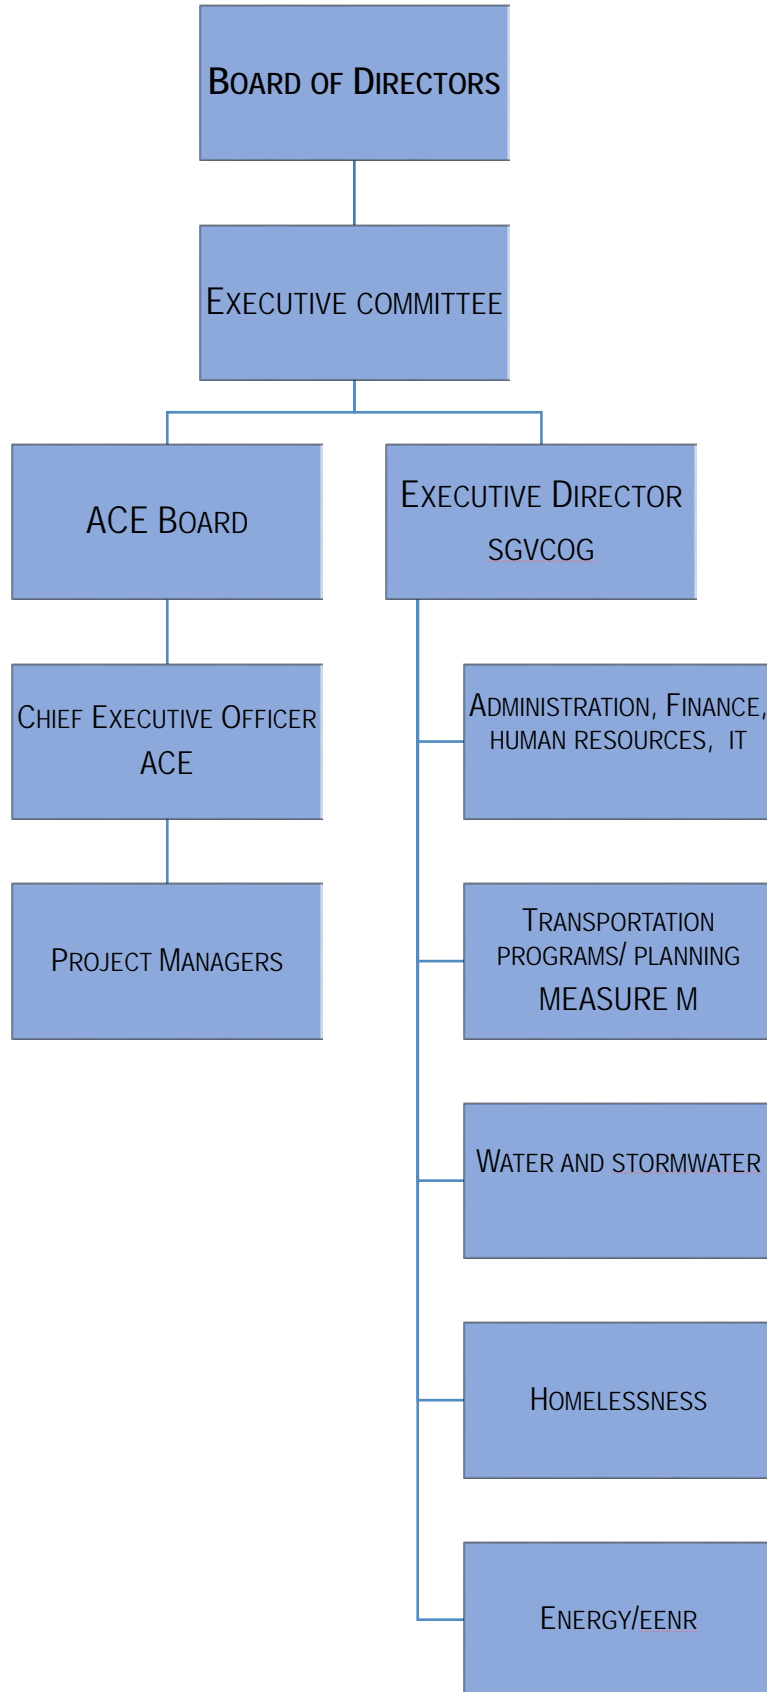 BOARD OF DIRECTORS
EXECUTIVE COMMITTEE
ACE BOARD
EXECUTIVE DIRECTOR
SGVCOG
CHIEF EXECUTIVE OFFICER
ACE
ADMINISTRATION, FINANCE,
HUMAN RESOURCES, IT
PROJECT MANAGERS
TRANSPORTATION
PROGRAMS/ PLANNING
MEASURE M
WATER AND STORMWATER
HOMELESSNESS
ENERGY/EENR